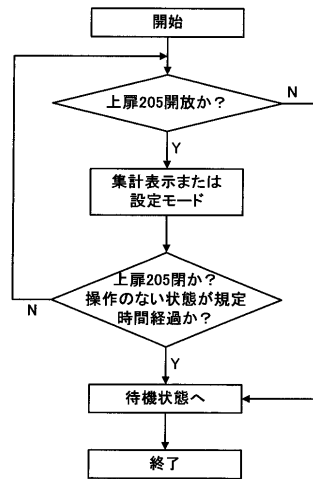 開始
上扉205開放か？
N
Y
集計表示または
設定モード
上扉205閉か？
操作のない状態が規定
時間経過か？
N
Y
待機状態へ
終了